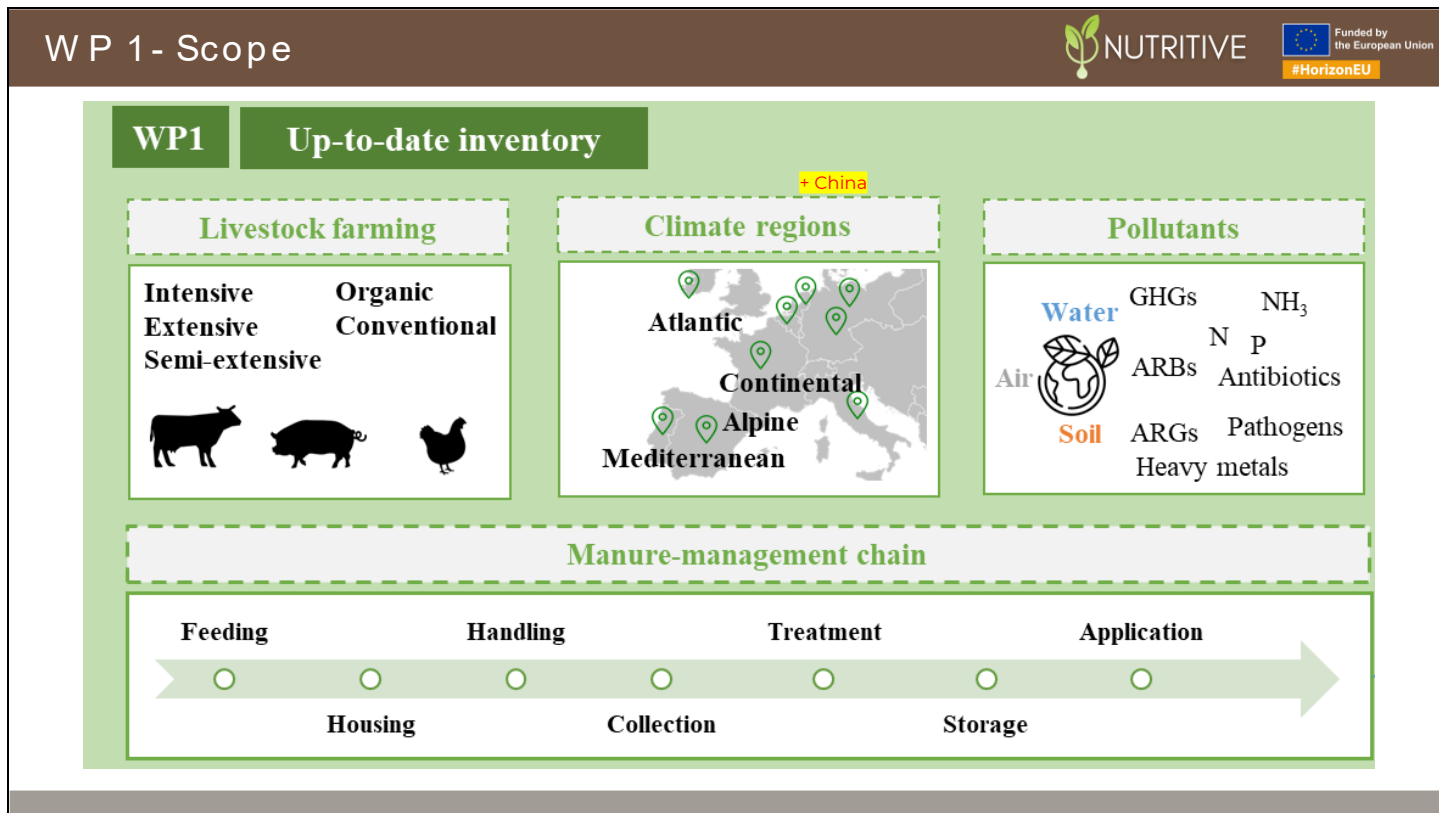 WP 1- Scope
NUTRITIVE
Funded by
the European Union
#HorizonEU
WP1
Up-to-date inventory
+ China
Livestock farming
Intensive
Organic
Extensive
Conventional
Semi-extensive
Climate regions
Atlantic
Continental
Alpine
Mediterranean
Pollutants
Water
Air
Soil
GHGs
NH₃
N
P
ARBs
Antibiotics
ARGs
Pathogens
Heavy metals
Manure-management chain
Feeding
Housing
Handling
Collection
Treatment
Storage
Application